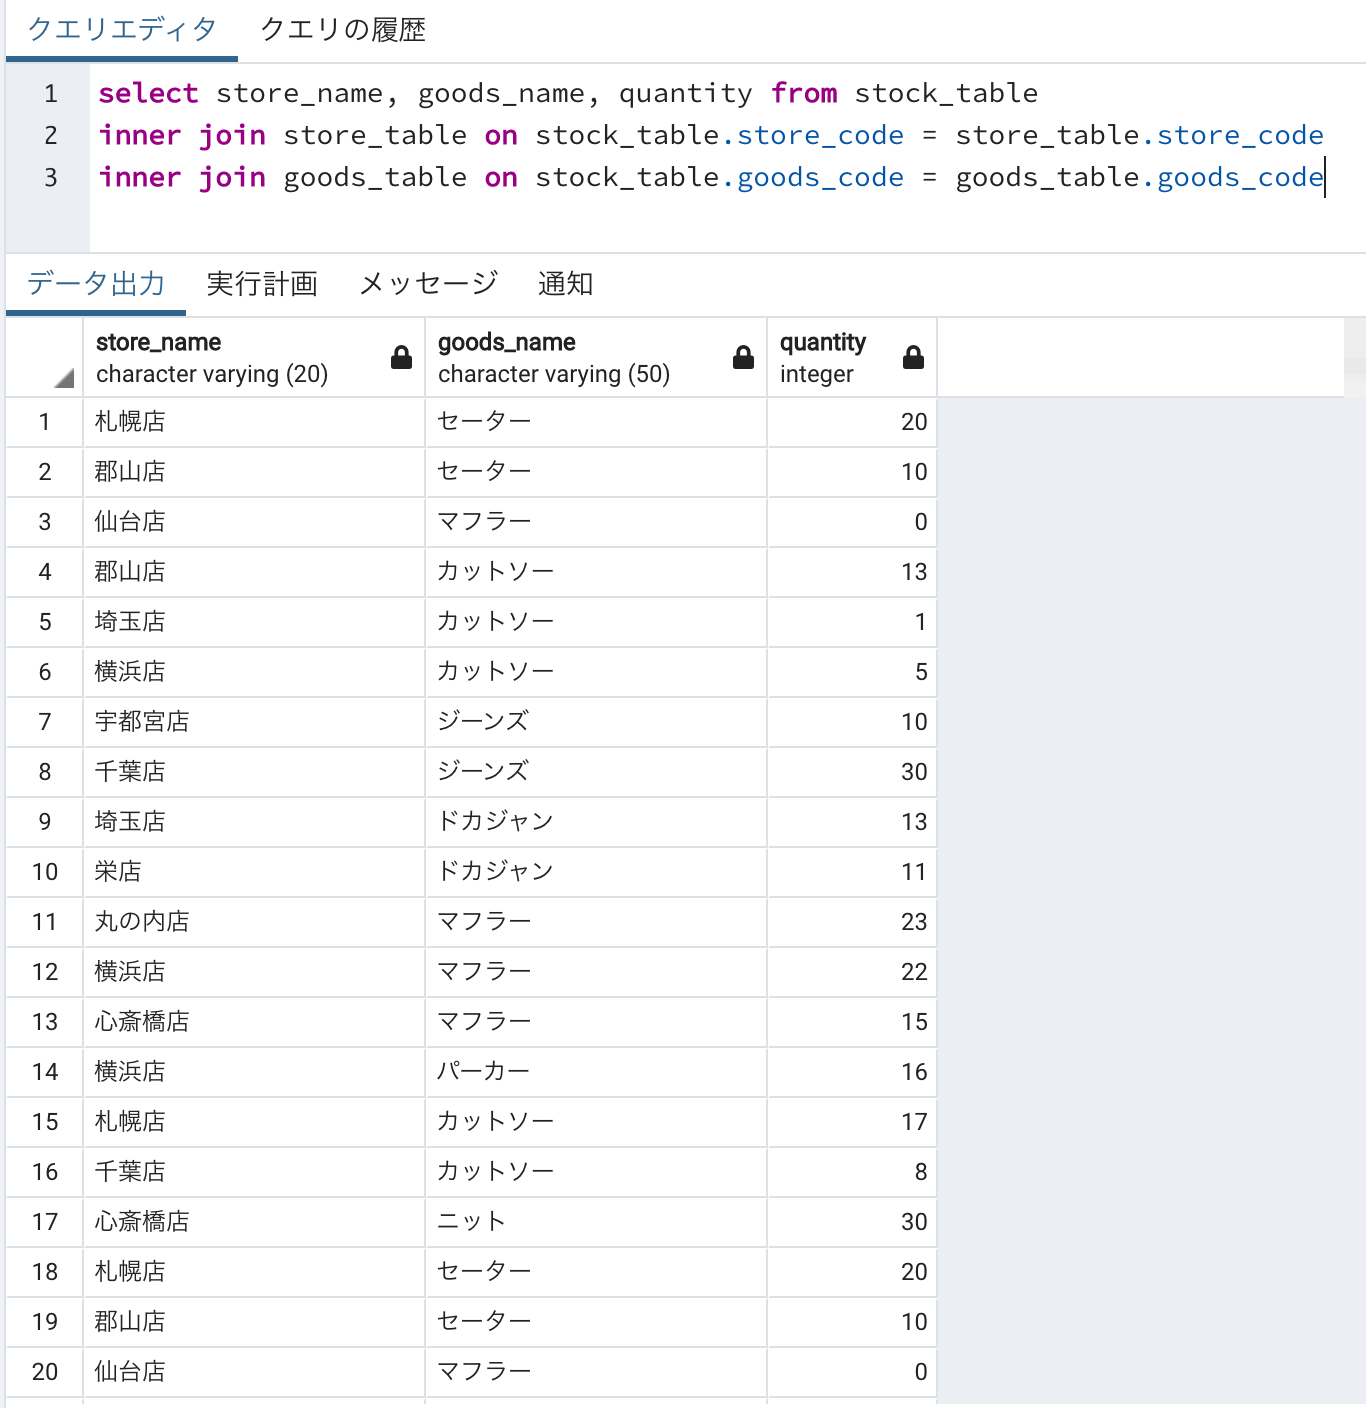 クエリエディタ クエリの履歴
1 select store_name, goods_name, quantity from stock_table
2 inner join store_table on stock_table.store_code = store_table.store_code
3 inner join goods_table on stock_table.goods_code = goods_table.goods_code
データ出力 実行計画 メッセージ 通知
store_name goods_name quantity
character varying (20) character varying (50) integer
1 札幌店 セーター 20
2 郡山店 セーター 10
3 仙台店 マフラー 0
4 郡山店 カットソー 13
5 埼玉店 カットソー 1
6 横浜店 カットソー 5
7 宇都宮店 ジーンズ 10
8 千葉店 ジーンズ 30
9 埼玉店 ドカジャン 13
10 栄店 ドカジャン 11
11 丸の内店 マフラー 23
12 横浜店 マフラー 22
13 心斎橋店 マフラー 15
14 横浜店 パーカー 16
15 札幌店 カットソー 17
16 千葉店 カットソー 8
17 心斎橋店 ニット 30
18 札幌店 セーター 20
19 郡山店 セーター 10
20 仙台店 マフラー 0